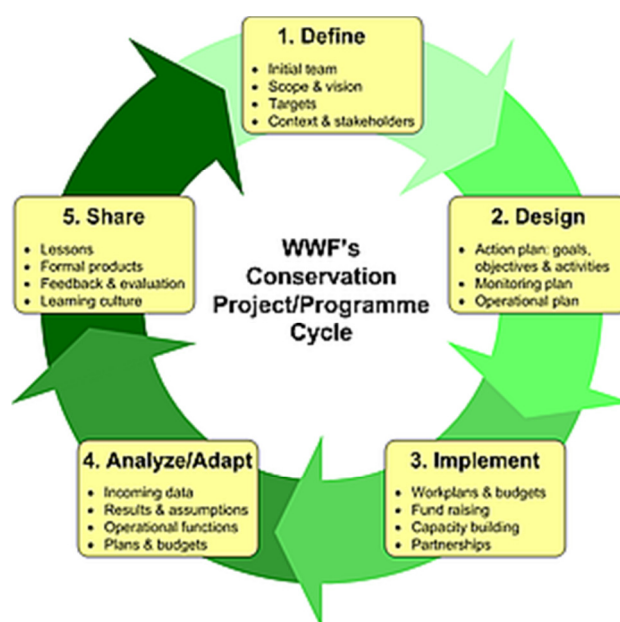 1. Define
• Initial team
• Scope & vision
• Targets
• Context & stakeholders
2. Design
• Action plan: goals,
objectives & activities
• Monitoring plan
• Operational plan
3. Implement
• Workplans & budgets
• Fund raising
• Capacity building
• Partnerships
4. Analyze/Adapt
• Incoming data
• Results & assumptions
• Operational functions
• Plans & budgets
5. Share
• Lessons
• Formal products
• Feedback & evaluation
• Learning culture
WWF's
Conservation
Project/Programme
Cycle